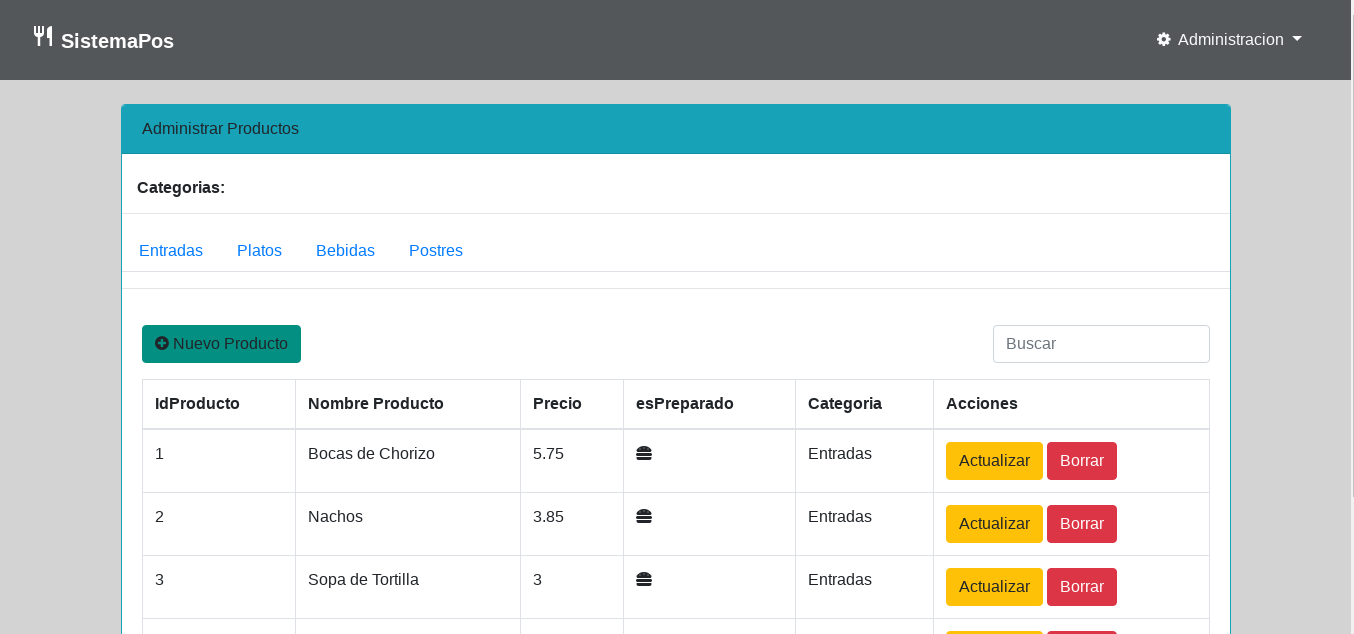 SistemaPos
Administracion
Administrar Productos
Categorias:
Entradas Platos Bebidas Postres
Nuevo Producto Buscar
IdProducto Nombre Producto Precio esPreparado Categoria Acciones
1 Bocas de Chorizo 5.75 Entradas Actualizar Borrar
2 Nachos 3.85 Entradas Actualizar Borrar
3 Sopa de Tortilla 3 Entradas Actualizar Borrar